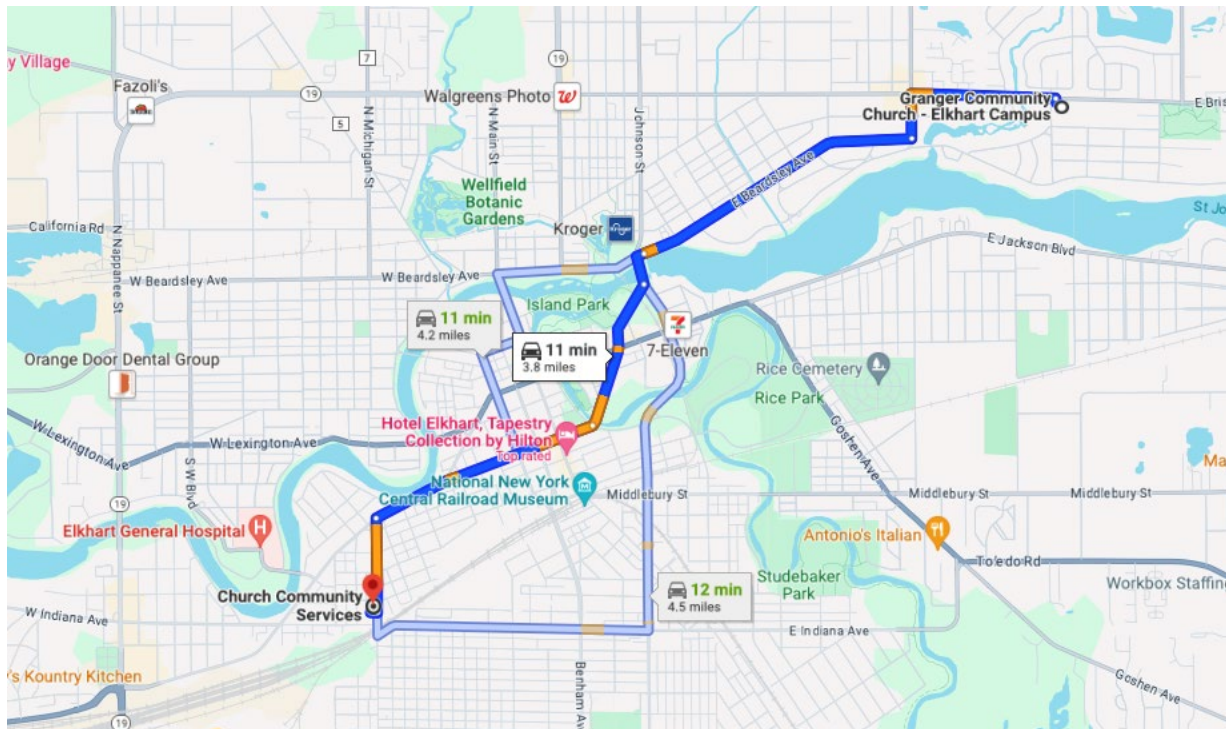 y Village
Fazoli's
7
19
19
5
Walgreens Photo
N Michigan St
N Main St
Johnson St
Granger Community
Church - Elkhart Campus
E Bris
Wellfield
Botanic
Gardens
Kroger
Kroger
E Beardsley Ave
St Jo
California Rd
N Nappanee St
W Beardsley Ave
E Jackson Blvd
Island Park
11 min
4.2 miles
11 min
3.8 miles
7-Eleven
Orange Door Dental Group
Rice Cemetery
Rice Park
Hotel Elkhart, Tapestry
Collection by Hilton
Top rated
W Lexington Ave
W Lexington Ave
S W Blvd
Goshen Ave
Ma
National New York
Central Railroad Museum
Middlebury St
Middlebury St
Middlebury St
19
Elkhart General Hospital
H
Antonio's Italian
Toledo Rd
Church Community
Services
12 min
4.5 miles
Studebaker
Park
Workbox Staffing
W Indiana Ave
E Indiana Ave
's Kountry Kitchen
Benham Av
Goshen Ave
19